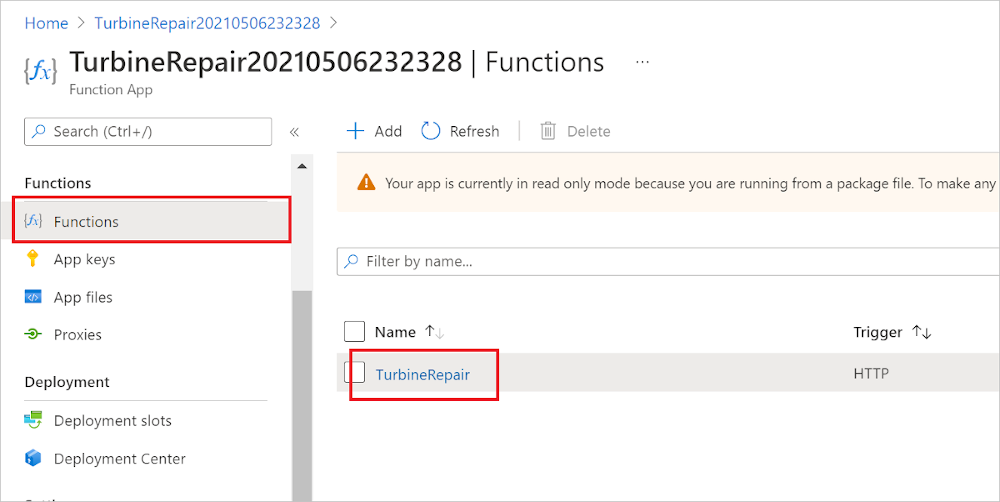 Home > TurbineRepair20210506232328 >
TurbineRepair20210506232328 | Functions ...
Function App
Search (Ctrl+/) «
Add Refresh | Delete
Functions
Your app is currently in read only mode because you are running from a package file. To make any
Functions
App keys
Filter by name...
App files
Name ↑↓ Trigger ↑↓
Proxies
TurbineRepair HTTP
Deployment
Deployment slots
Deployment Center